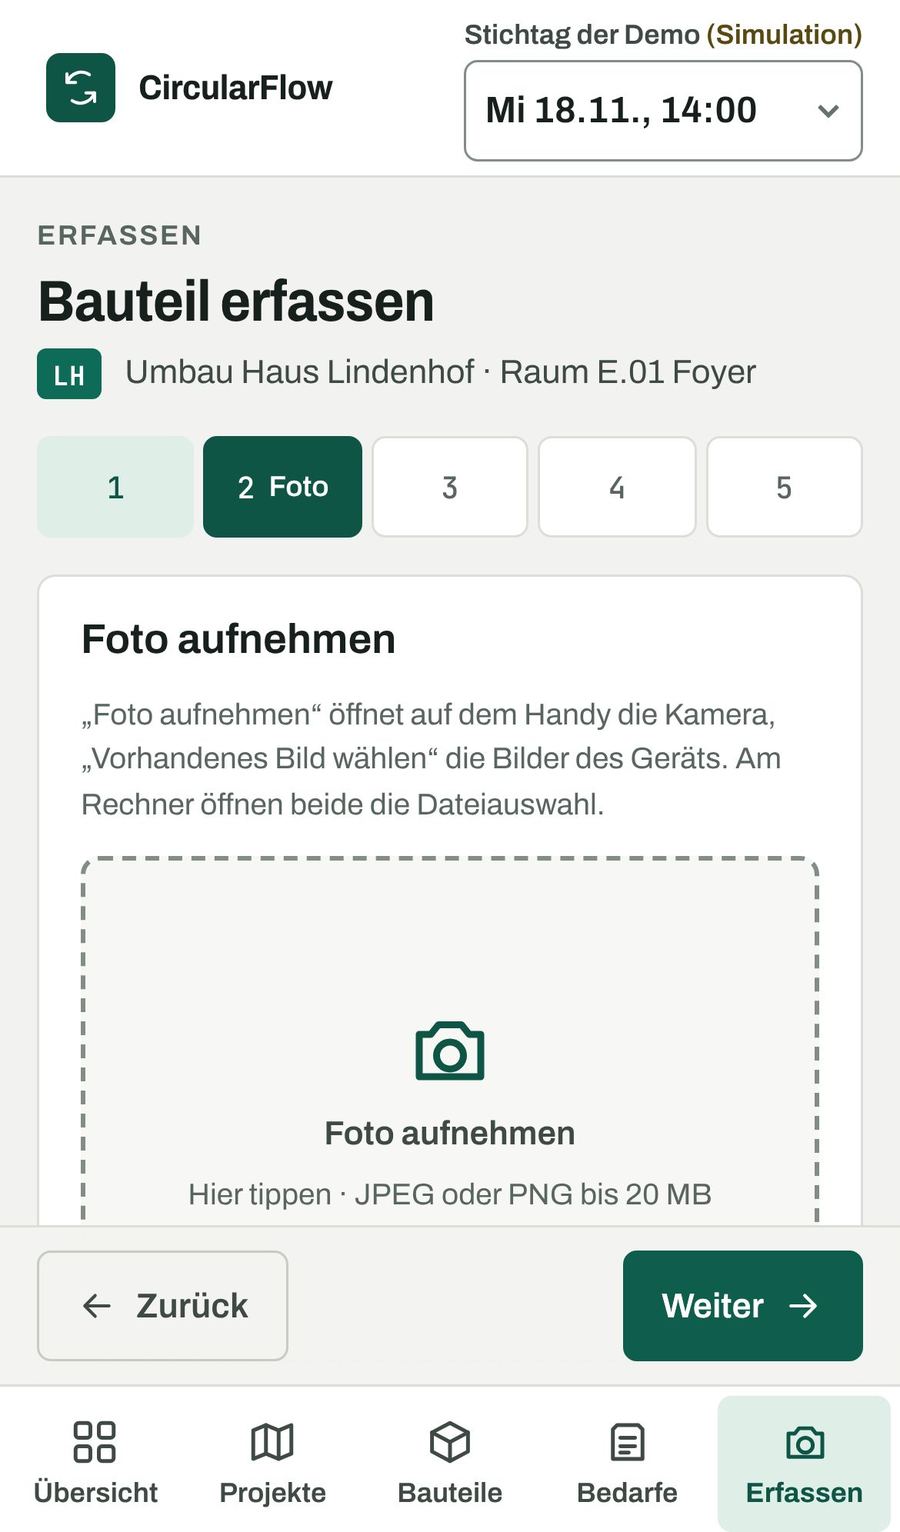 CircularFlow
Stichtag der Demo (Simulation)
Mi 18.11., 14:00
ERFASSEN
Bauteil erfassen
LH Umbau Haus Lindenhof · Raum E.01 Foyer
1 2 Foto 3 4 5
Foto aufnehmen
„Foto aufnehmen“ öffnet auf dem Handy die Kamera,
„Vorhandenes Bild wählen“ die Bilder des Geräts. Am
Rechner öffnen beide die Dateiauswahl.
Foto aufnehmen
Hier tippen · JPEG oder PNG bis 20 MB
← Zurück Weiter →
Übersicht Projekte Bauteile Bedarfe Erfassen